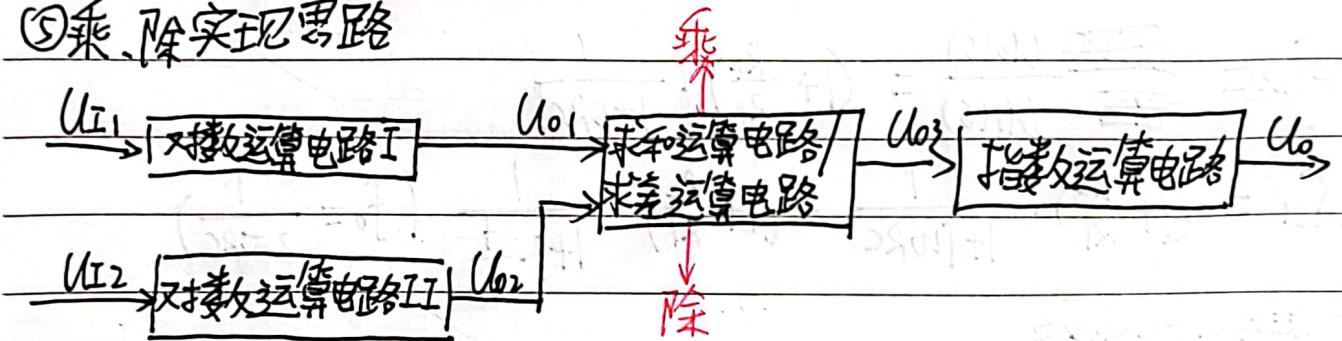 ⑤乘、除实现思路
乘
UI1
对数运算电路I
UO1
求和运算电路/
求差运算电路
UO3
指数运算电路
UO
UI2
对数运算电路II
UO2
除